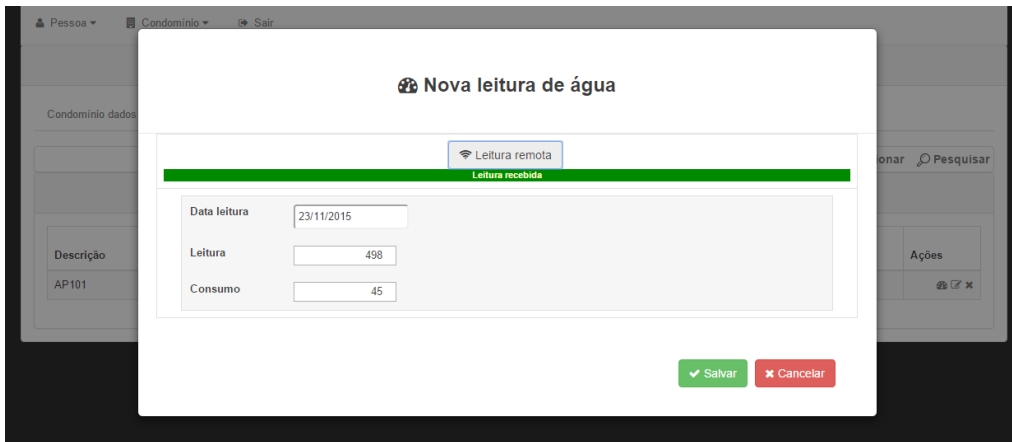 Pessoa Condomínio Sair
Nova leitura de água
Condomínio dados
Leitura remota
onar Pesquisar
Leitura recebida
Data leitura 23/11/2015
Leitura 498
Descrição Ações
Consumo 45
AP101
Salvar Cancelar